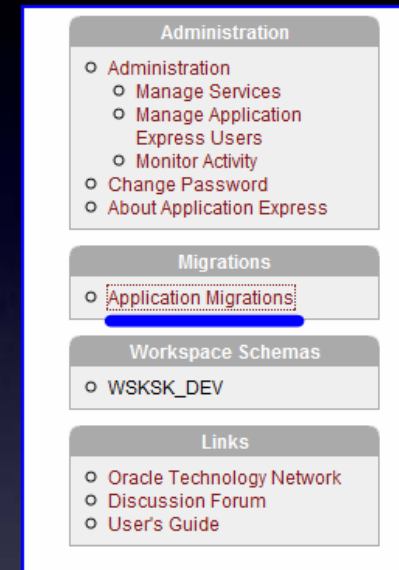 Administration
Administration
Manage Services
Manage Application
Express Users
Monitor Activity
Change Password
About Application Express
Migrations
Application Migrations
Workspace Schemas
WSKSK_DEV
Links
Oracle Technology Network
Discussion Forum
User's Guide